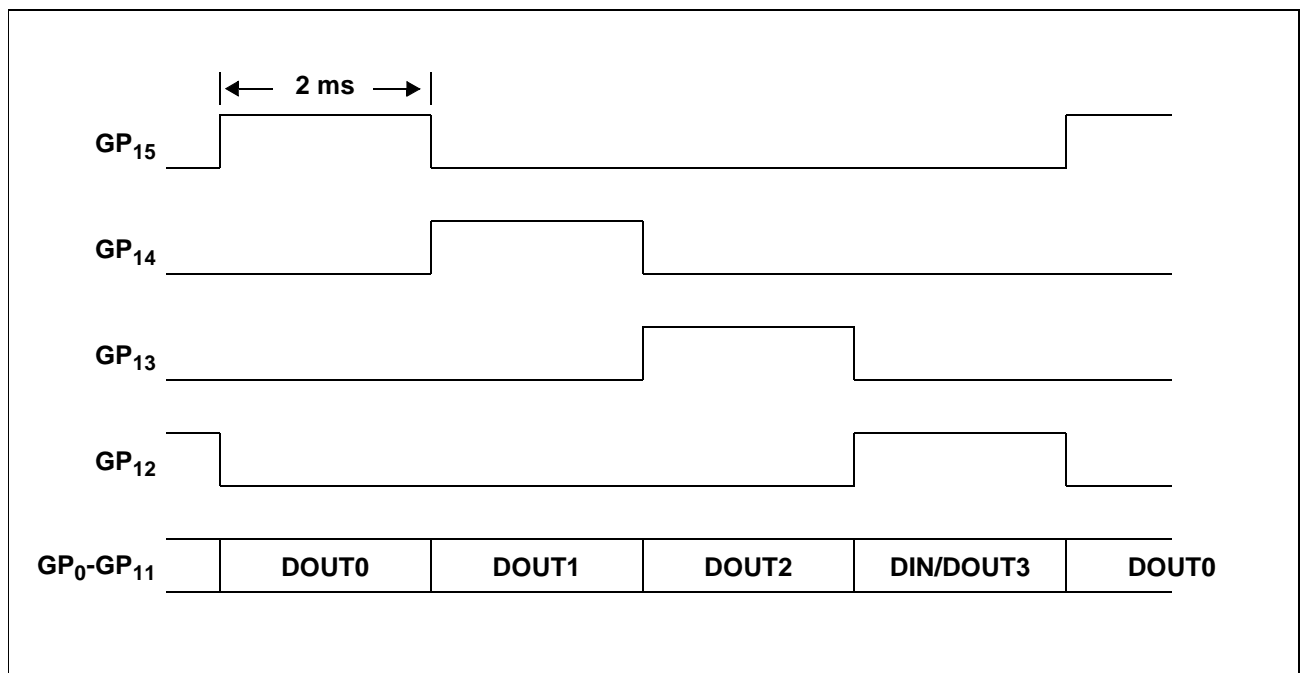 2 ms
GP15
GP14
GP13
GP12
GP0-GP11 DOUT0 DOUT1 DOUT2 DIN/DOUT3 DOUT0